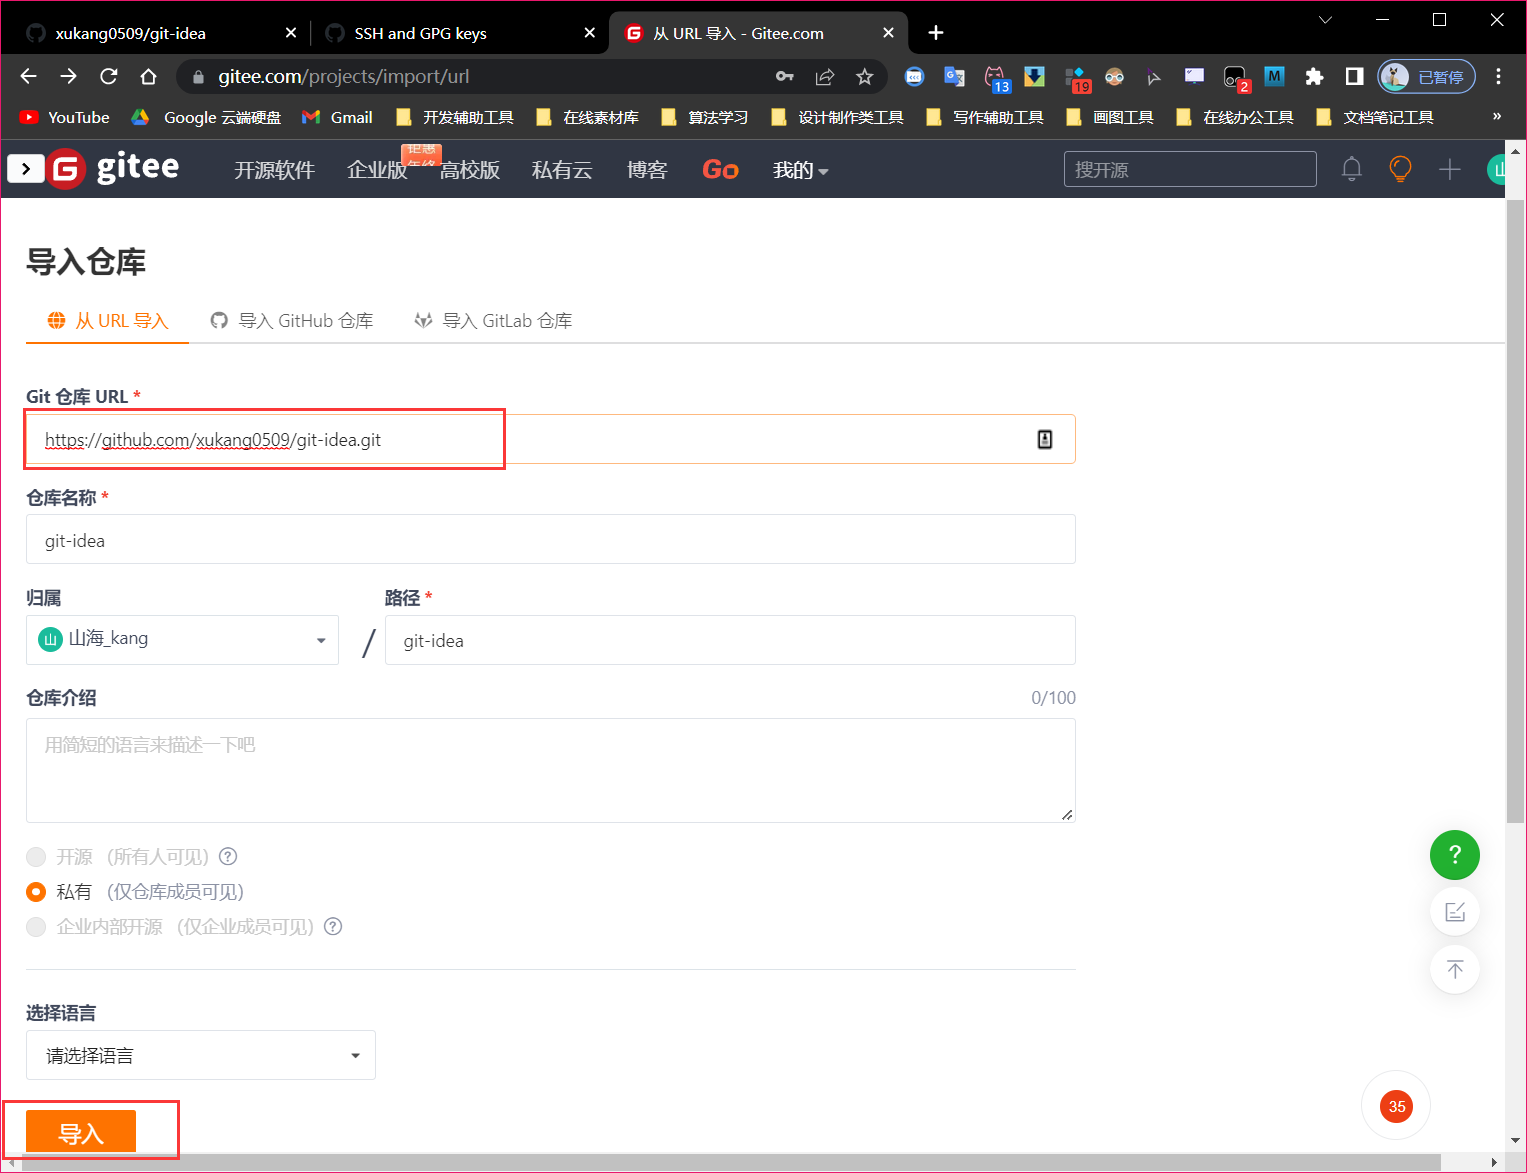 xukang0509/git-idea
SSH and GPG keys
从 URL 导入 - Gitee.com
gitee.com/projects/import/url
13
19
2
M
已暂停
YouTube
Google 云端硬盘
Gmail
开发辅助工具
在线素材库
算法学习
设计制作类工具
写作辅助工具
画图工具
在线办公工具
文档笔记工具
»
gitee
开源软件
企业版
钜惠
高校版
私有云
博客
Go
我的
搜开源
山
导入仓库
从 URL 导入
导入 GitHub 仓库
导入 GitLab 仓库
Git 仓库 URL *
https://github.com/xukang0509/git-idea.git
仓库名称 *
git-idea
归属
路径 *
山 山海_kang
/
git-idea
仓库介绍
0/100
用简短的语言来描述一下吧
开源 (所有人可见) ?
私有 (仅仓库成员可见)
企业内部开源 (仅企业成员可见) ?
?
选择语言
请选择语言
35
导入